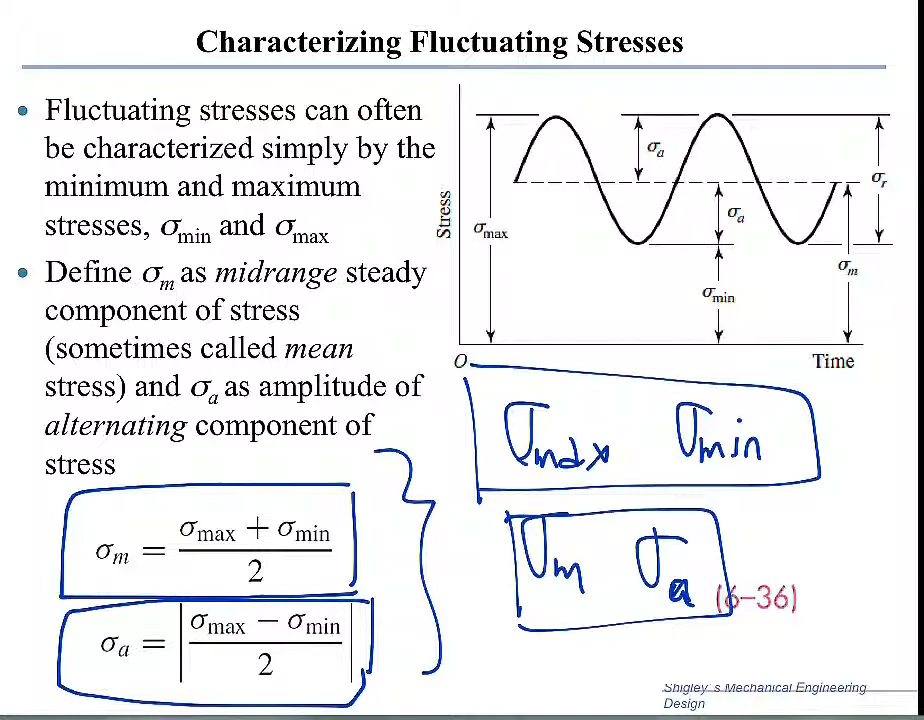 Characterizing Fluctuating Stresses
• Fluctuating stresses can often
be characterized simply by the
minimum and maximum
stresses, σmin and σmax
• Define σm as midrange steady
component of stress
(sometimes called mean
stress) and σa as amplitude of
alternating component of
stress
σm = (σmax + σmin) / 2
σa = |(σmax − σmin) / 2|
Stress
σmax
σa
σa
σr
σm
σmin
O
Time
σmax σmin
σm σa
(6–36)
Shigley's Mechanical Engineering
Design